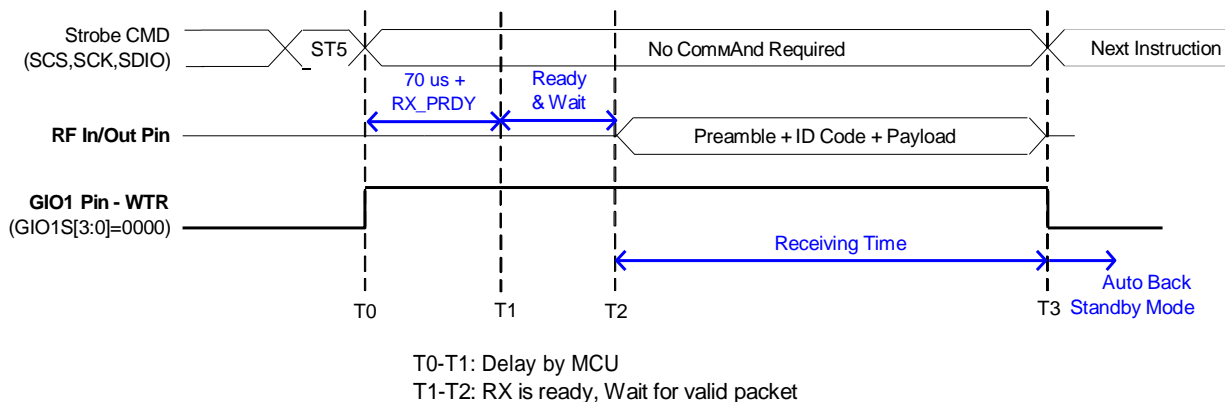 Strobe CMD
(SCS,SCK,SDIO)
ST5
No CommAnd Required
Next Instruction
70 us +
RX_PRDY
Ready
& Wait
RF In/Out Pin
Preamble + ID Code + Payload
GIO1 Pin - WTR
(GIO1S[3:0]=0000)
Receiving Time
Auto Back
Standby Mode
T0
T1
T2
T3
T0-T1: Delay by MCU
T1-T2: RX is ready, Wait for valid packet